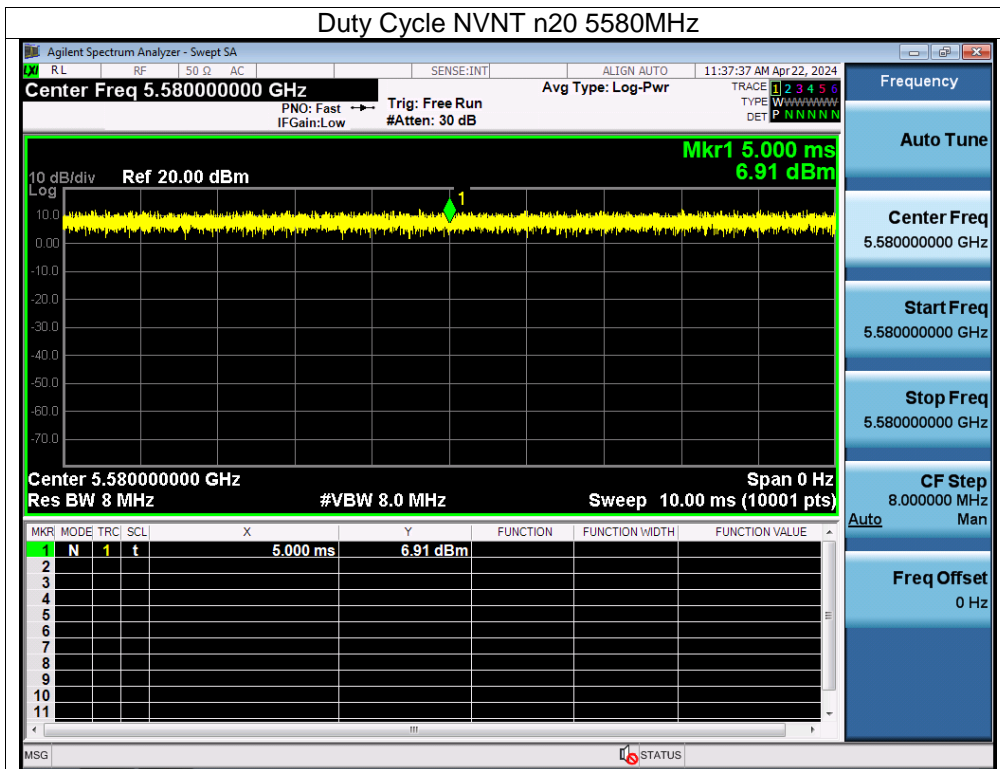 Duty Cycle NVNT n20 5580MHz
Agilent Spectrum Analyzer - Swept SA
LXI RL RF 50 Ω AC SENSE:INT ALIGN AUTO 11:37:37 AM Apr 22, 2024
Center Freq 5.580000000 GHz
PNO: Fast
IFGain:Low
Trig: Free Run
#Atten: 30 dB
Avg Type: Log-Pwr
TRACE 1 2 3 4 5 6
TYPE WWWWWW
DET P N N N N N
Mkr1 5.000 ms
6.91 dBm
10 dB/div Ref 20.00 dBm
Log
1
10.0
0.00
-10.0
-20.0
-30.0
-40.0
-50.0
-60.0
-70.0
Center 5.580000000 GHz Span 0 Hz
Res BW 8 MHz #VBW 8.0 MHz Sweep 10.00 ms (10001 pts)
MKR MODE TRC SCL X Y FUNCTION FUNCTION WIDTH FUNCTION VALUE
1 N 1 t 5.000 ms 6.91 dBm
2
3
4
5
6
7
8
9
10
11
MSG STATUS
Frequency
Auto Tune
Center Freq
5.580000000 GHz
Start Freq
5.580000000 GHz
Stop Freq
5.580000000 GHz
CF Step
8.000000 MHz
Auto Man
Freq Offset
0 Hz